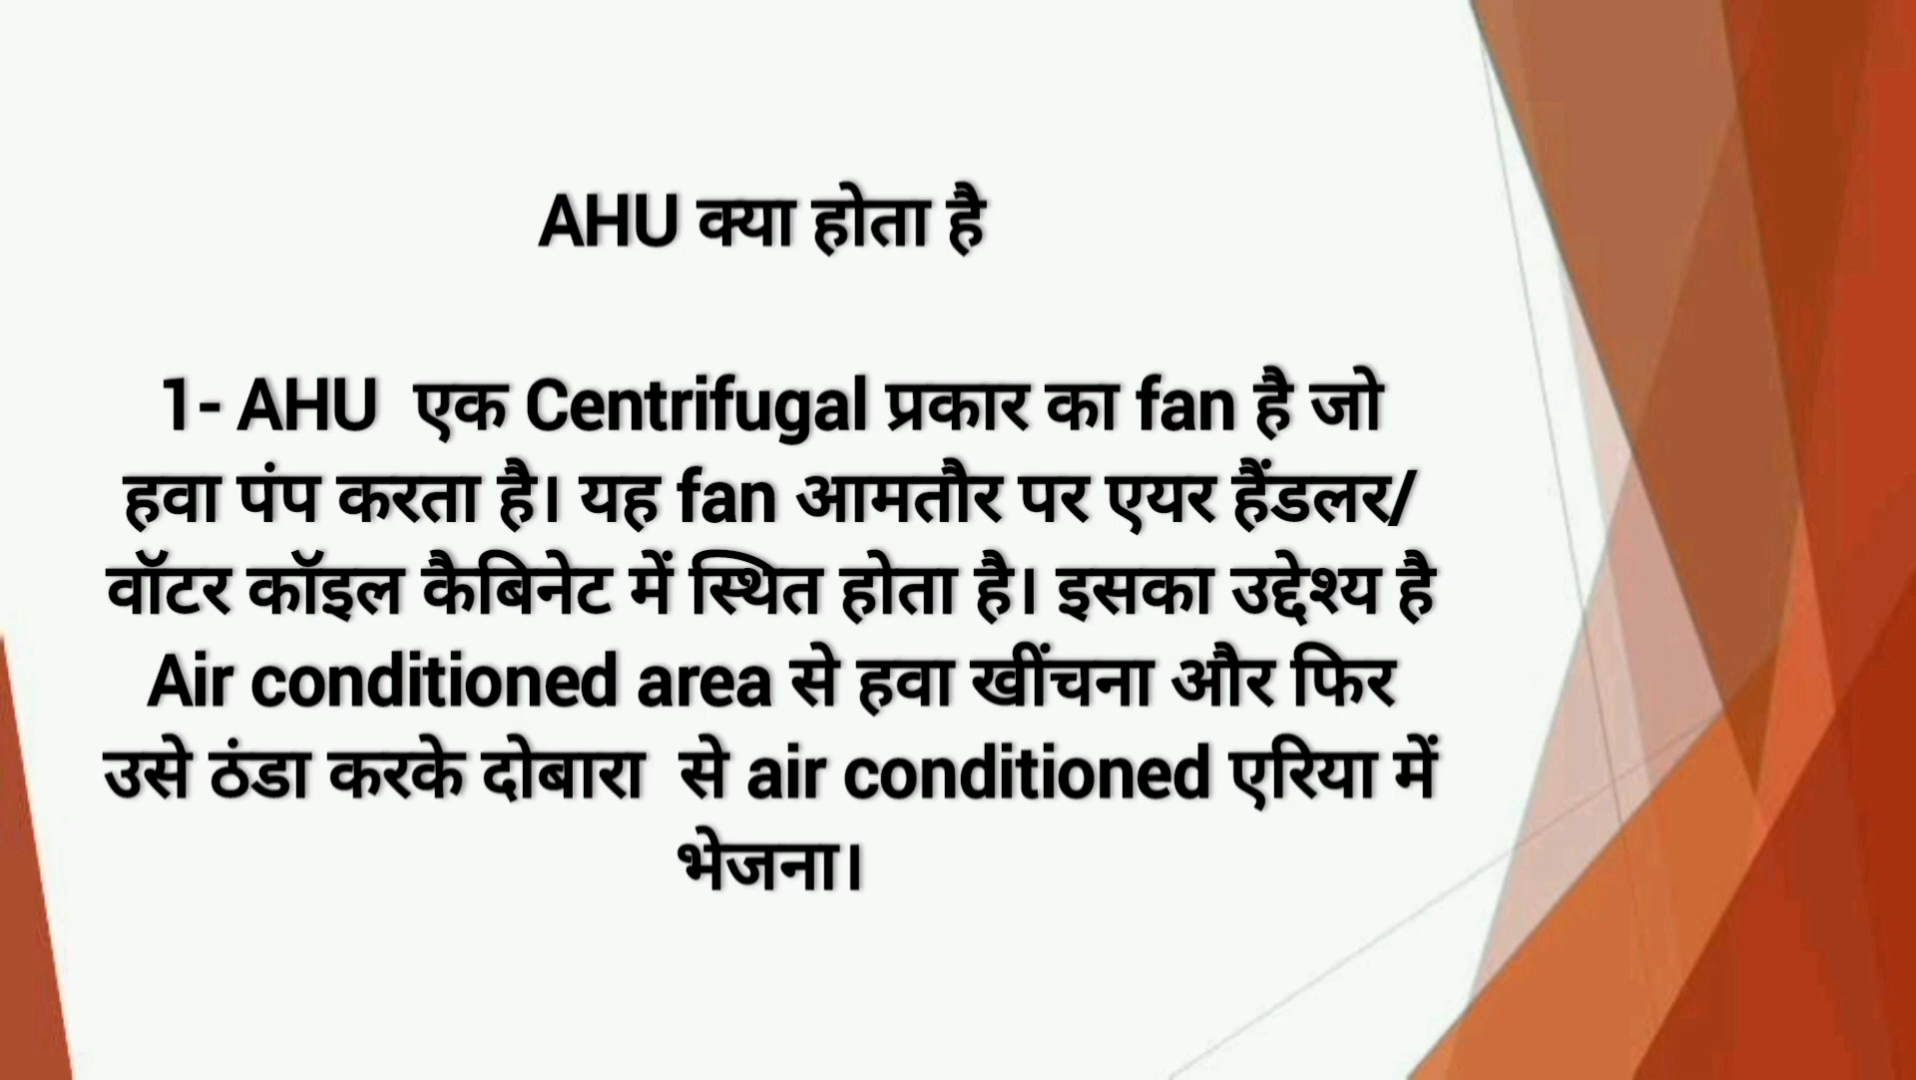 AHU क्या होता है
1- AHU एक Centrifugal प्रकार का fan है जो
हवा पंप करता है। यह fan आमतौर पर एयर हैंडलर/
वॉटर कॉइल कैबिनेट में स्थित होता है। इसका उद्देश्य है
Air conditioned area से हवा खींचना और फिर
उसे ठंडा करके दोबारा से air conditioned एरिया में
भेजना।